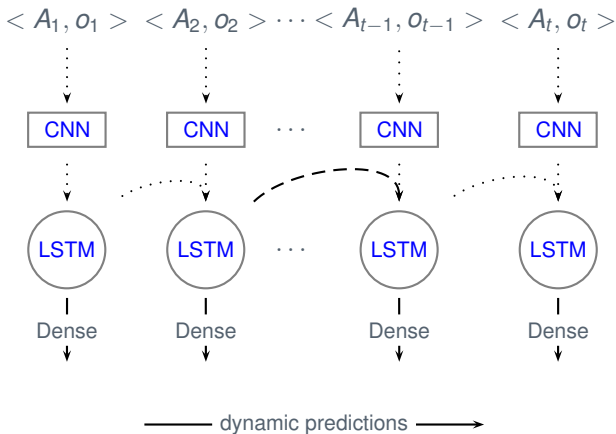 < A₁, o₁ > < A₂, o₂ > ··· < Aₜ₋₁, oₜ₋₁ > < Aₜ, oₜ >
CNN CNN ··· CNN CNN
LSTM LSTM ··· LSTM LSTM
Dense Dense Dense Dense
dynamic predictions